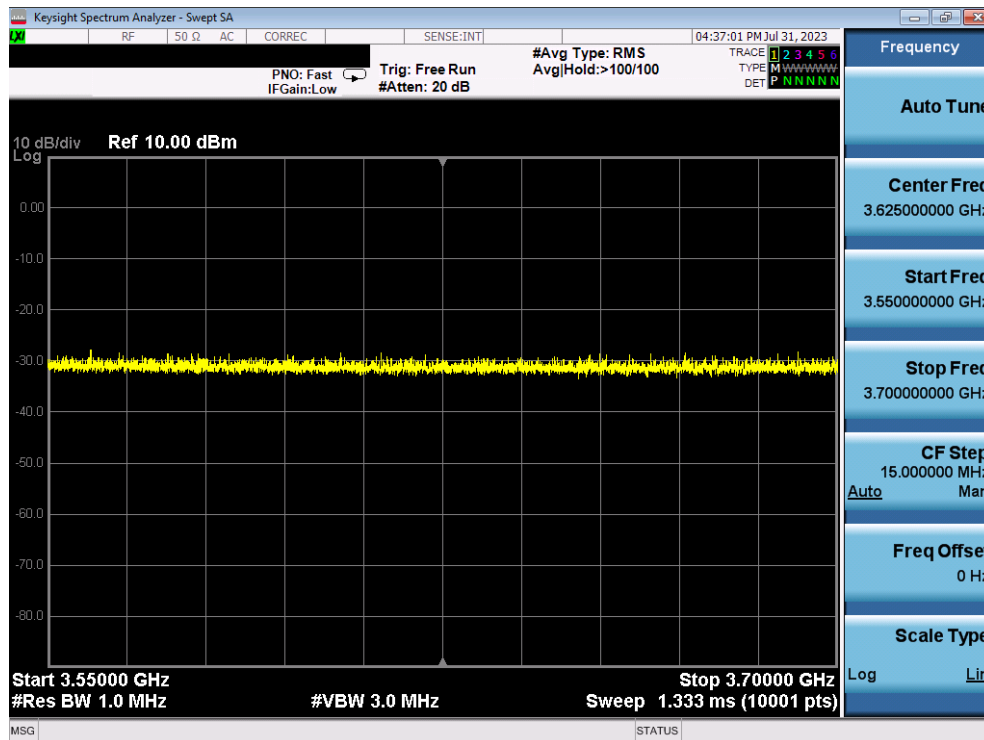 Keysight Spectrum Analyzer - Swept SA
LXI RF 50 Ω AC CORREC SENSE:INT 04:37:01 PM Jul 31, 2023
#Avg Type: RMS TRACE 1 2 3 4 5 6
PNO: Fast Trig: Free Run Avg|Hold:>100/100 TYPE M WWWWW
IFGain:Low #Atten: 20 dB DET P N N N N N
10 dB/div Ref 10.00 dBm
Log
0.00
-10.0
-20.0
-30.0
-40.0
-50.0
-60.0
-70.0
-80.0
Start 3.55000 GHz Stop 3.70000 GHz
#Res BW 1.0 MHz #VBW 3.0 MHz Sweep 1.333 ms (10001 pts)
MSG STATUS
Frequency
Auto Tune
Center Freq
3.625000000 GHz
Start Freq
3.550000000 GHz
Stop Freq
3.700000000 GHz
CF Step
15.000000 MHz
Auto Man
Freq Offset
0 Hz
Scale Type
Log Lin